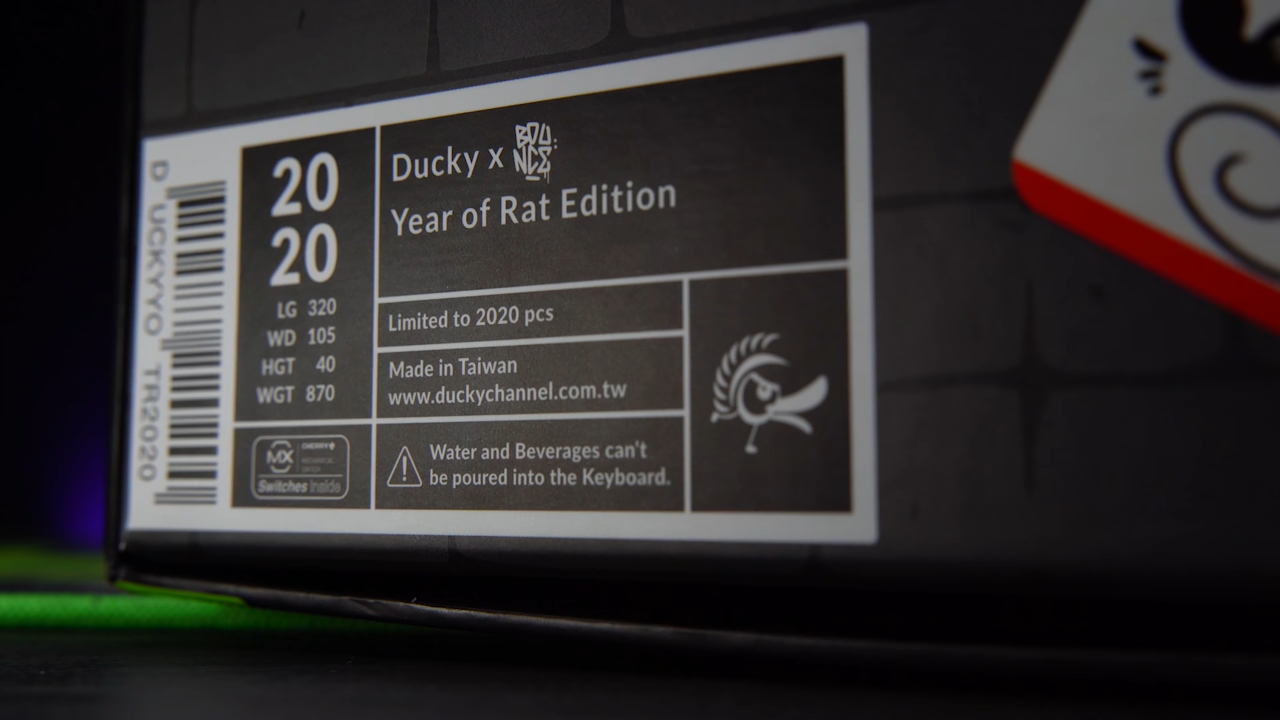 D UCKYYO TR2020
20
20
LG 320
WD 105
HGT 40
WGT 870
MX
CHERRY
Switches Inside
Ducky x BOUNCE
Year of Rat Edition
Limited to 2020 pcs
Made in Taiwan
www.duckychannel.com.tw
Water and Beverages can't
be poured into the Keyboard.